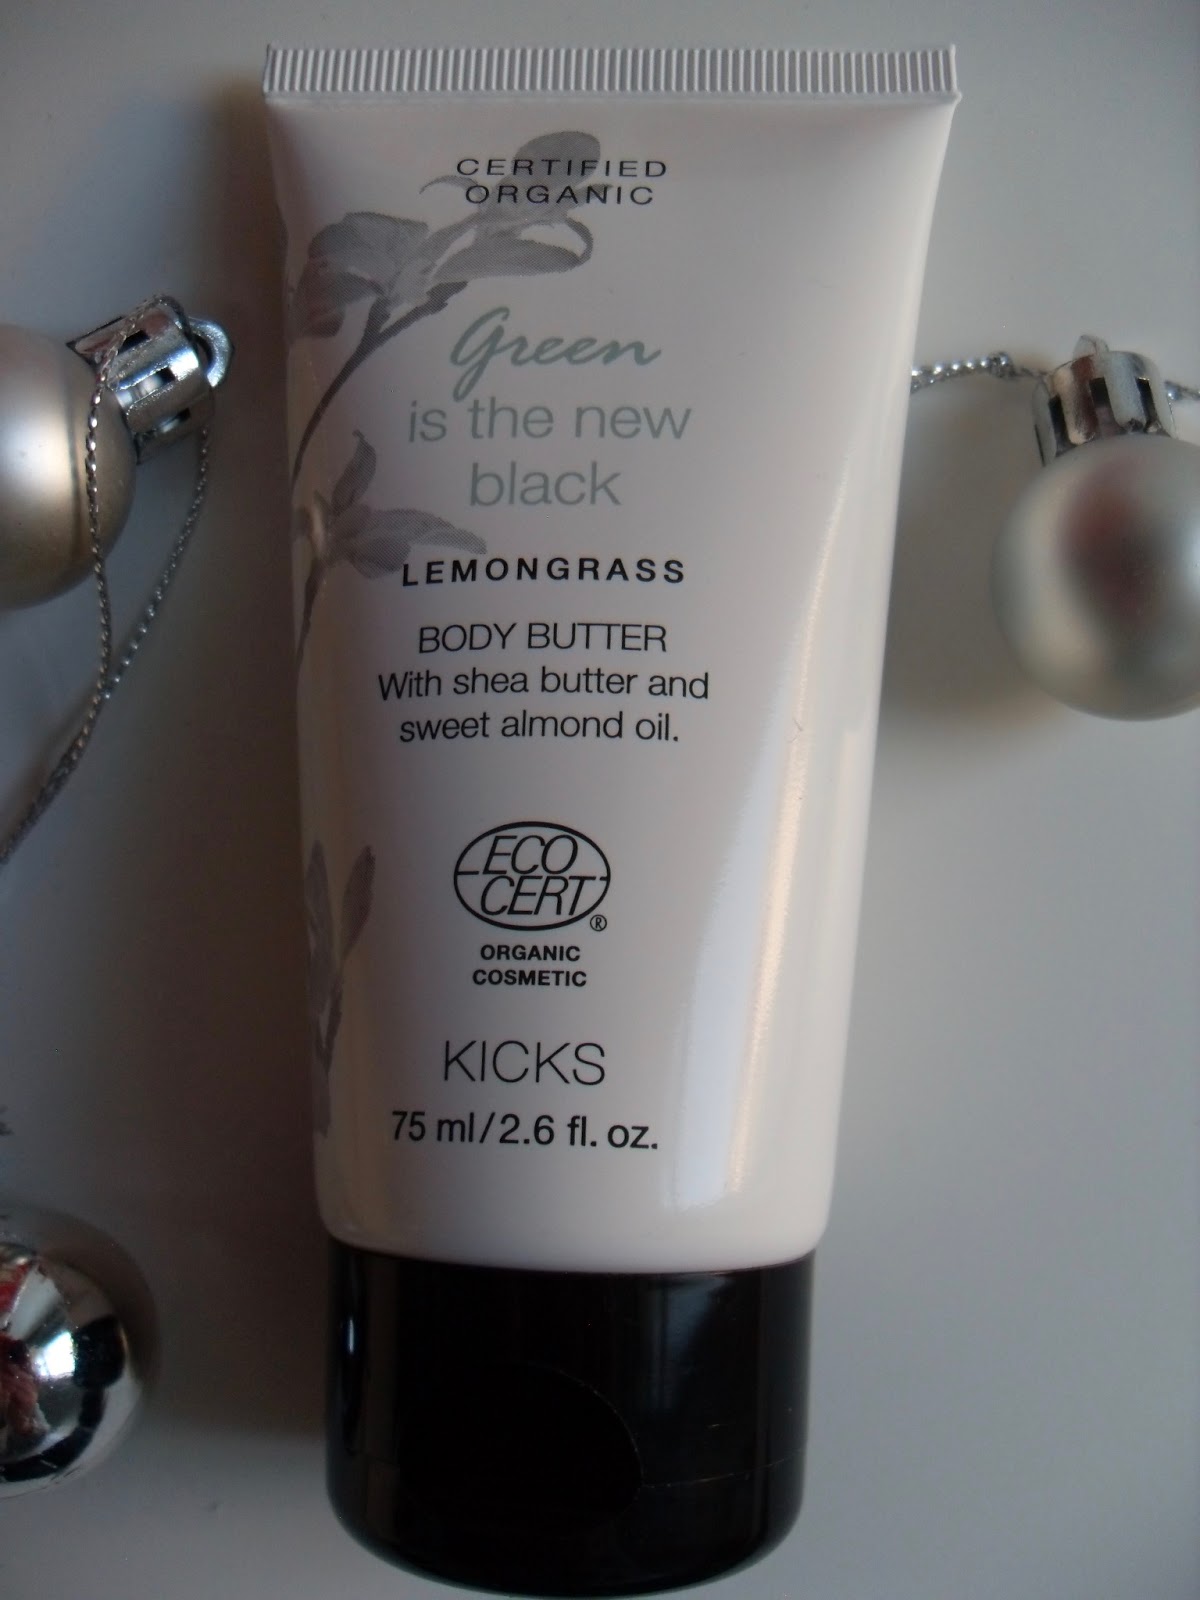 CERTIFIED
ORGANIC
Green
is the new
black
LEMONGRASS
BODY BUTTER
With shea butter and
sweet almond oil.
ECO
CERT
®
ORGANIC
COSMETIC
KICKS
75 ml/2.6 fl. oz.